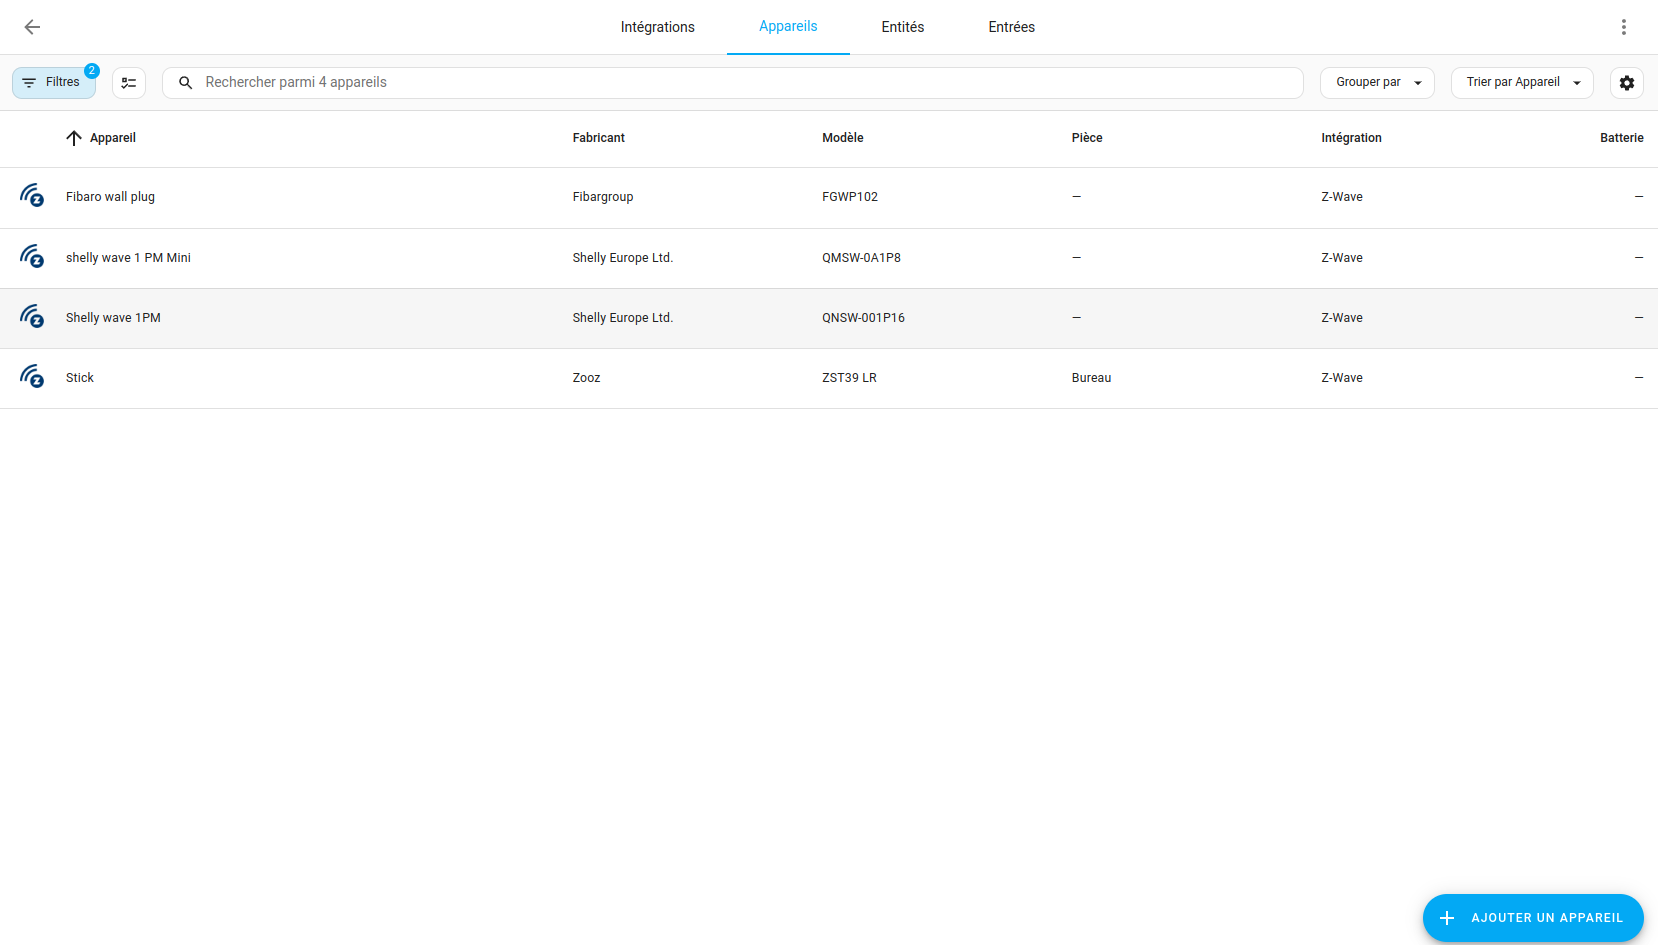 Intégrations Appareils Entités Entrées
Filtres 2 Rechercher parmi 4 appareils Grouper par Trier par Appareil
Appareil Fabricant Modèle Pièce Intégration Batterie
Fibaro wall plug Fibargroup FGWP102 — Z-Wave —
shelly wave 1 PM Mini Shelly Europe Ltd. QMSW-0A1P8 — Z-Wave —
Shelly wave 1PM Shelly Europe Ltd. QNSW-001P16 — Z-Wave —
Stick Zooz ZST39 LR Bureau Z-Wave —
AJOUTER UN APPAREIL